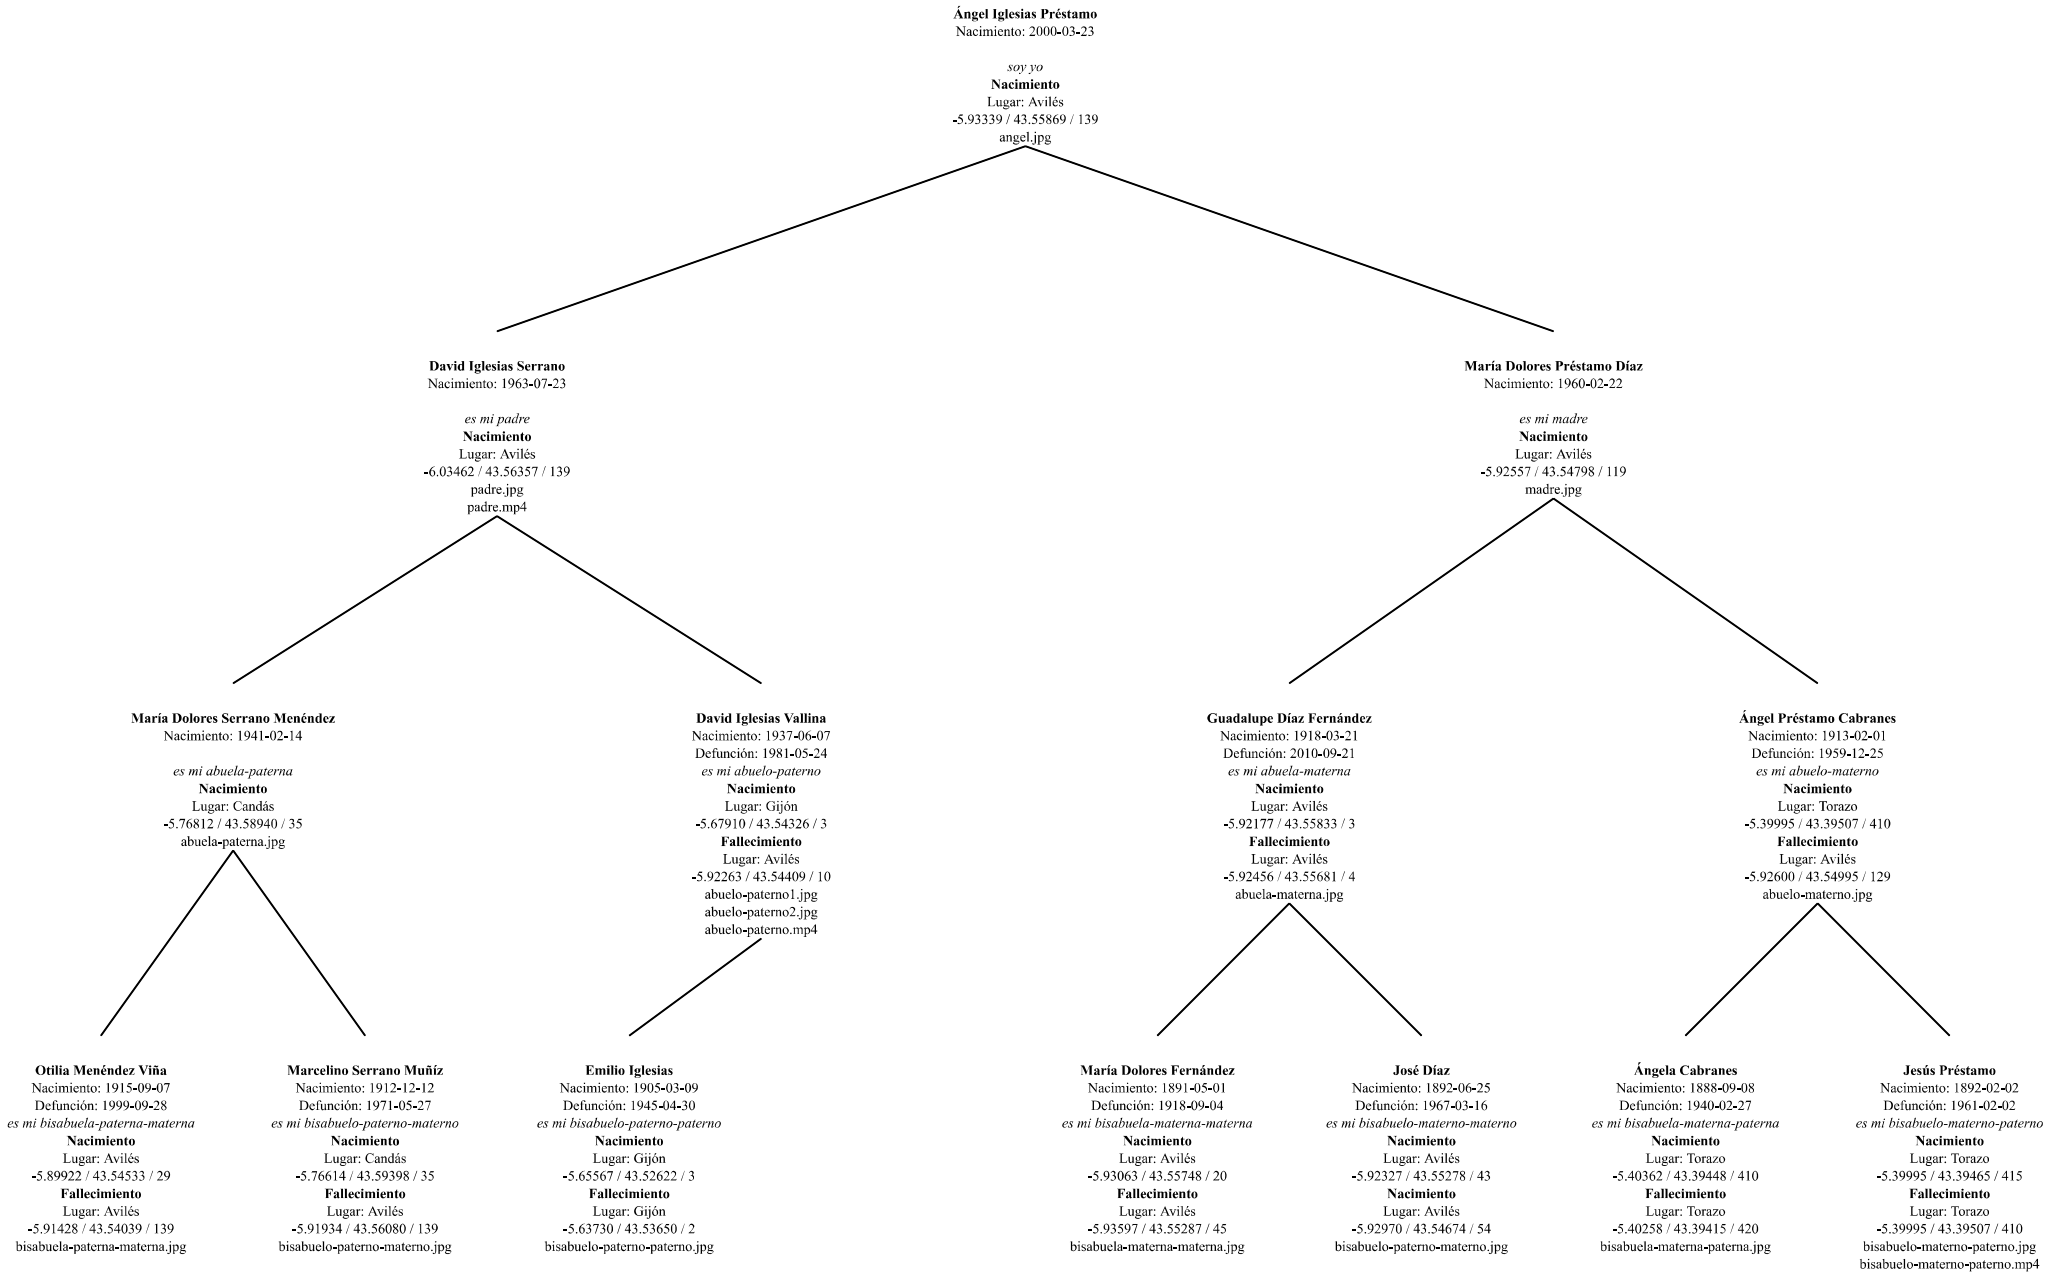 Ángel Iglesias Préstamo
Nacimiento: 2000-03-23
soy yo
Nacimiento
Lugar: Avilés
-5.93339 / 43.55869 / 139
angel.jpg
David Iglesias Serrano
Nacimiento: 1963-07-23
es mi padre
Nacimiento
Lugar: Avilés
-6.03462 / 43.56357 / 139
padre.jpg
padre.mp4
María Dolores Préstamo Díaz
Nacimiento: 1960-02-22
es mi madre
Nacimiento
Lugar: Avilés
-5.92557 / 43.54798 / 119
madre.jpg
María Dolores Serrano Menéndez
Nacimiento: 1941-02-14
es mi abuela-paterna
Nacimiento
Lugar: Candás
-5.76812 / 43.58940 / 35
abuela-paterna.jpg
David Iglesias Vallina
Nacimiento: 1937-06-07
Defunción: 1981-05-24
es mi abuelo-paterno
Nacimiento
Lugar: Gijón
-5.67910 / 43.54326 / 3
Fallecimiento
Lugar: Avilés
-5.92263 / 43.54409 / 10
abuelo-paterno1.jpg
abuelo-paterno2.jpg
abuelo-paterno.mp4
Guadalupe Díaz Fernández
Nacimiento: 1918-03-21
Defunción: 2010-09-21
es mi abuela-materna
Nacimiento
Lugar: Avilés
-5.92177 / 43.55833 / 3
Fallecimiento
Lugar: Avilés
-5.92456 / 43.55681 / 4
abuela-materna.jpg
Ángel Préstamo Cabranes
Nacimiento: 1913-02-01
Defunción: 1959-12-25
es mi abuelo-materno
Nacimiento
Lugar: Torazo
-5.39995 / 43.39507 / 410
Fallecimiento
Lugar: Avilés
-5.92600 / 43.54995 / 129
abuelo-materno.jpg
Otilia Menéndez Viña
Nacimiento: 1915-09-07
Defunción: 1999-09-28
es mi bisabuela-paterna-materna
Nacimiento
Lugar: Avilés
-5.89922 / 43.54533 / 29
Fallecimiento
Lugar: Avilés
-5.91428 / 43.54039 / 139
bisabuela-paterna-materna.jpg
Marcelino Serrano Muñíz
Nacimiento: 1912-12-12
Defunción: 1971-05-27
es mi bisabuelo-paterno-materno
Nacimiento
Lugar: Candás
-5.76614 / 43.59398 / 35
Fallecimiento
Lugar: Avilés
-5.91934 / 43.56080 / 139
bisabuelo-paterno-materno.jpg
Emilio Iglesias
Nacimiento: 1905-03-09
Defunción: 1945-04-30
es mi bisabuelo-paterno-paterno
Nacimiento
Lugar: Gijón
-5.65567 / 43.52622 / 3
Fallecimiento
Lugar: Gijón
-5.63730 / 43.53650 / 2
bisabuelo-paterno-paterno.jpg
María Dolores Fernández
Nacimiento: 1891-05-01
Defunción: 1918-09-04
es mi bisabuela-materna-materna
Nacimiento
Lugar: Avilés
-5.93063 / 43.55748 / 20
Fallecimiento
Lugar: Avilés
-5.93597 / 43.55287 / 45
bisabuela-materna-materna.jpg
José Díaz
Nacimiento: 1892-06-25
Defunción: 1967-03-16
es mi bisabuelo-materno-materno
Nacimiento
Lugar: Avilés
-5.92327 / 43.55278 / 43
Nacimiento
Lugar: Avilés
-5.92970 / 43.54674 / 54
bisabuelo-paterno-materno.jpg
Ángela Cabranes
Nacimiento: 1888-09-08
Defunción: 1940-02-27
es mi bisabuela-materna-paterna
Nacimiento
Lugar: Torazo
-5.40362 / 43.39448 / 410
Fallecimiento
Lugar: Torazo
-5.40258 / 43.39415 / 420
bisabuela-materna-paterna.jpg
Jesús Préstamo
Nacimiento: 1892-02-02
Defunción: 1961-02-02
es mi bisabuelo-materno-paterno
Nacimiento
Lugar: Torazo
-5.39995 / 43.39465 / 415
Fallecimiento
Lugar: Torazo
-5.39995 / 43.39507 / 410
bisabuelo-materno-paterno.jpg
bisabuelo-materno-paterno.mp4